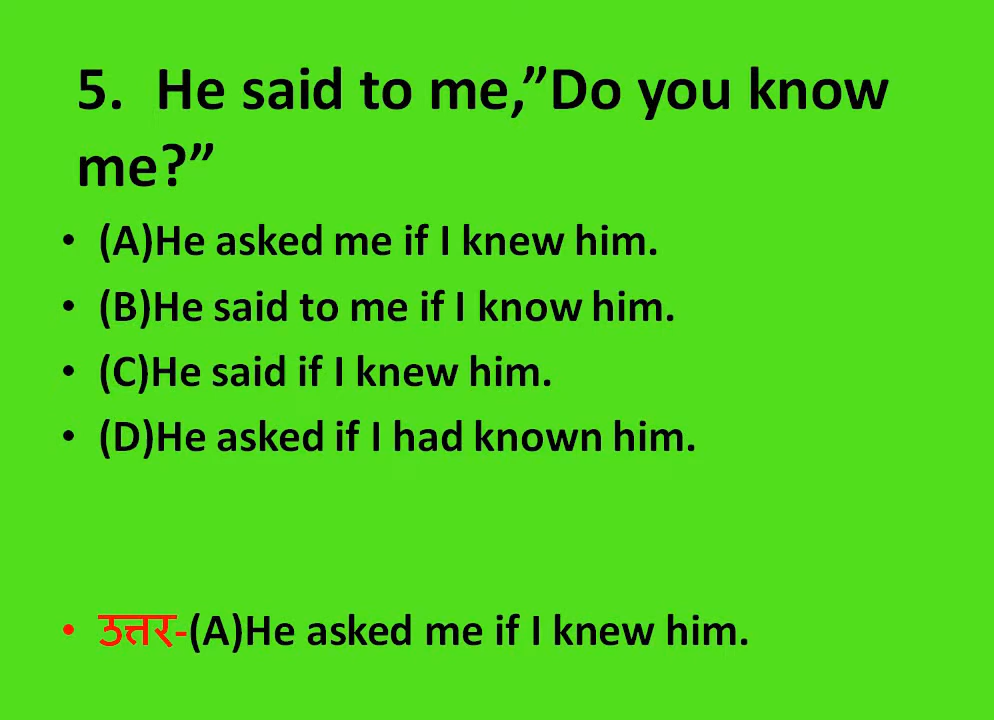 5. He said to me,”Do you know
me?”
• (A)He asked me if I knew him.
• (B)He said to me if I know him.
• (C)He said if I knew him.
• (D)He asked if I had known him.
• उत्तर-(A)He asked me if I knew him.